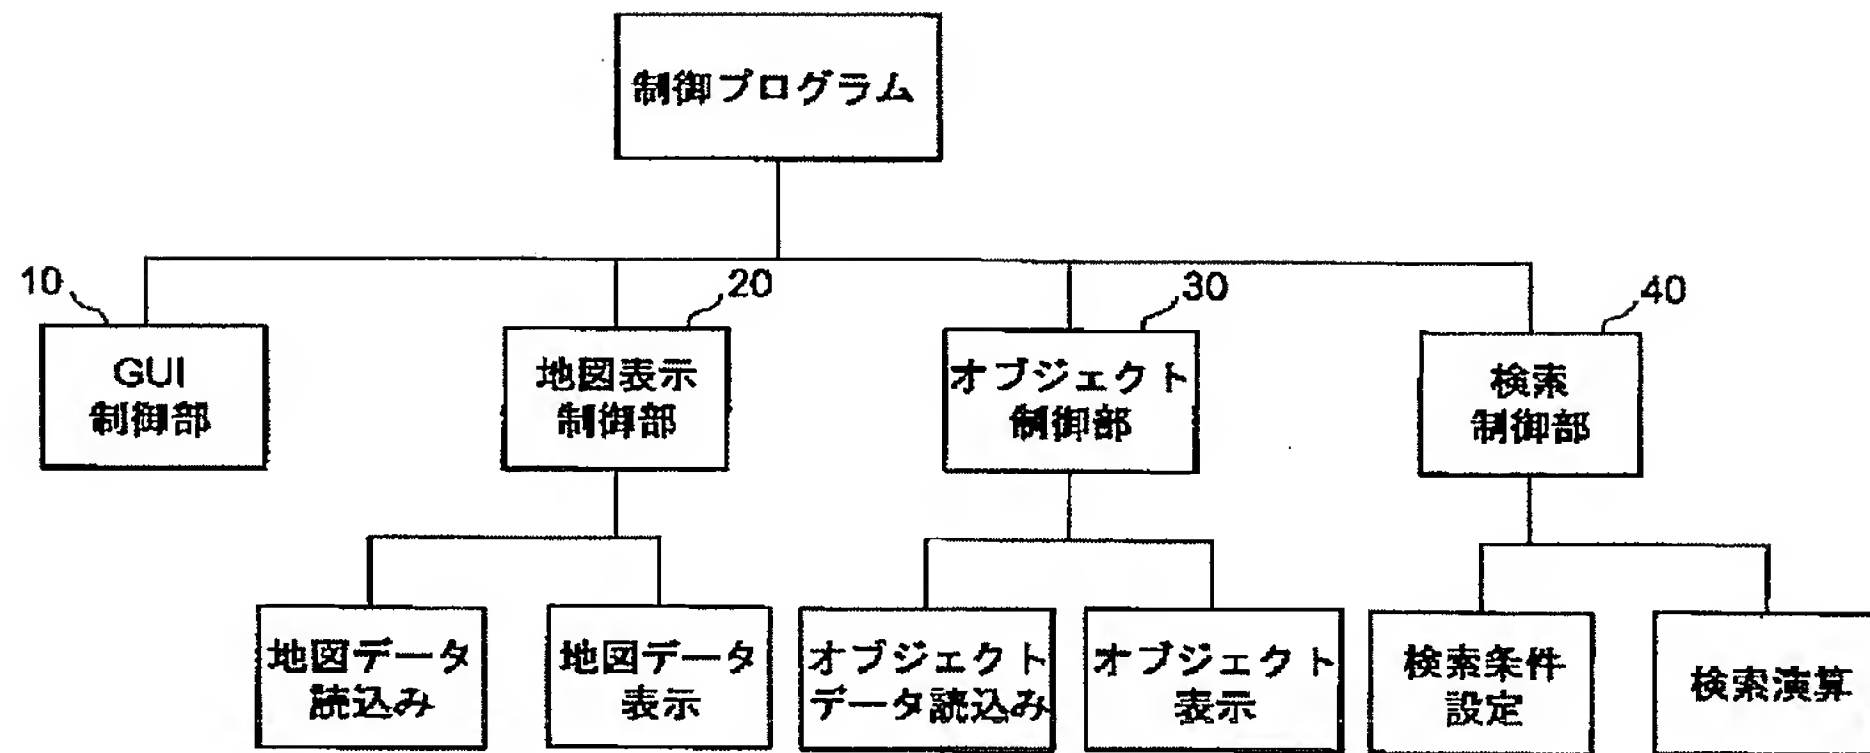 制御プログラム
10
20
30
40
GUI
制御部
地図表示
制御部
オブジェクト
制御部
検索
制御部
地図データ
読込み
地図データ
表示
オブジェクト
データ読込み
オブジェクト
表示
検索条件
設定
検索演算